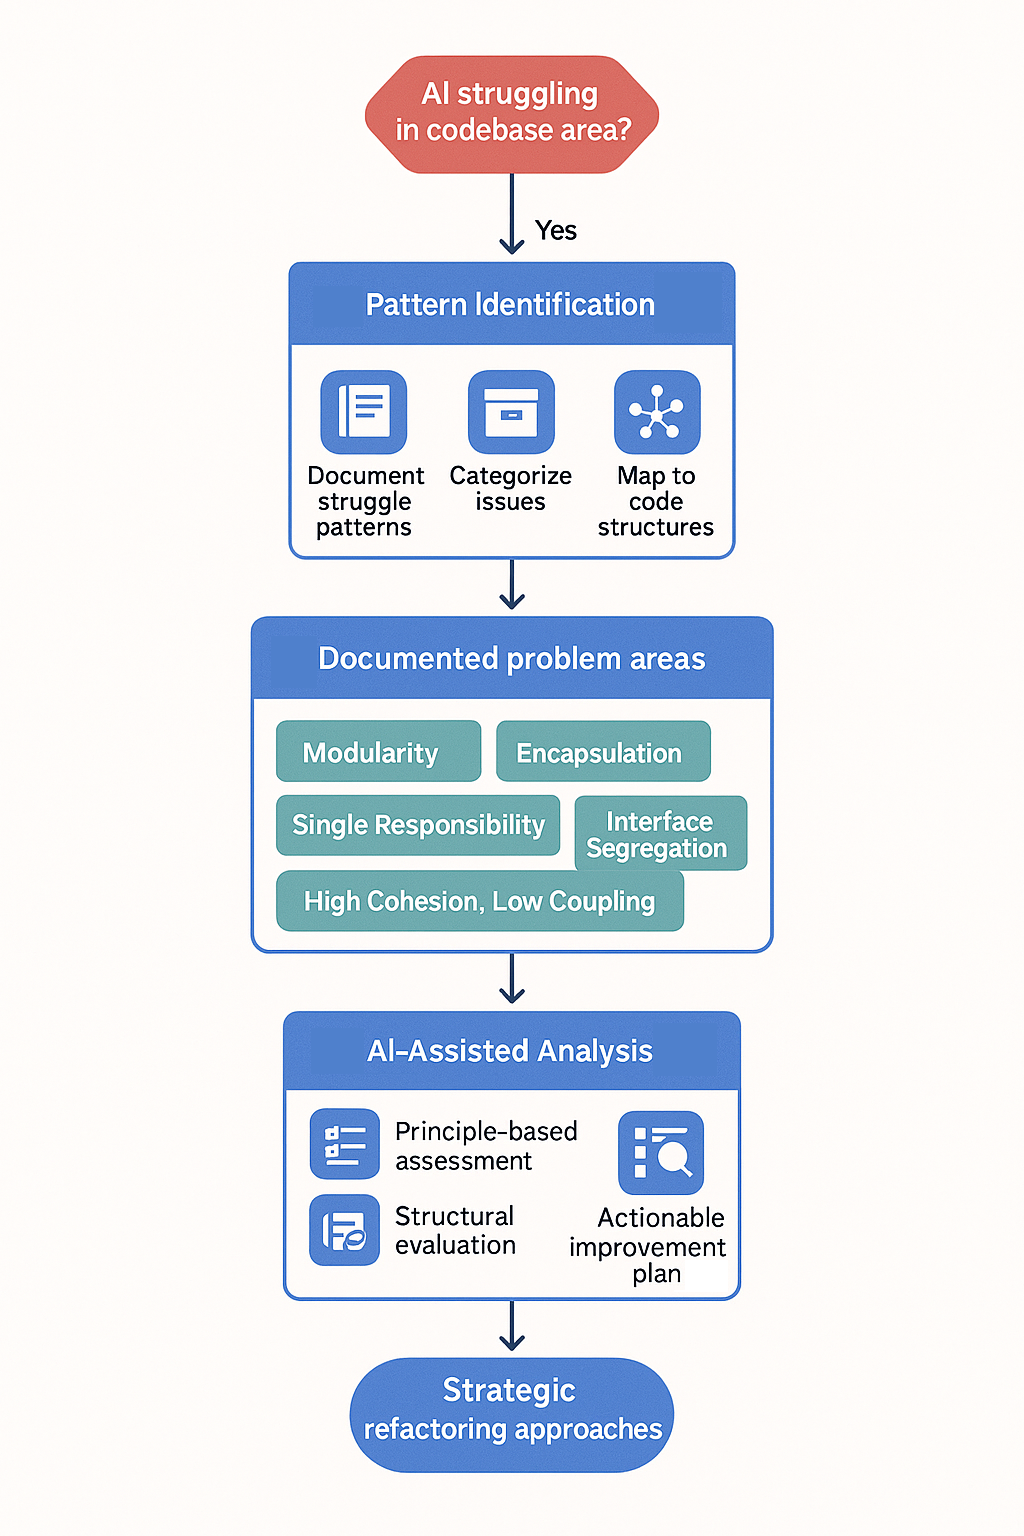 AI struggling
in codebase area?
Yes
Pattern Identification
Document
struggle
patterns
Categorize
issues
Map to
code
structures
Documented problem areas
Modularity
Encapsulation
Single Responsibility
Interface
Segregation
High Cohesion, Low Coupling
AI-Assisted Analysis
Principle-based
assessment
Structural
evaluation
Actionable
improvement
plan
Strategic
refactoring approaches